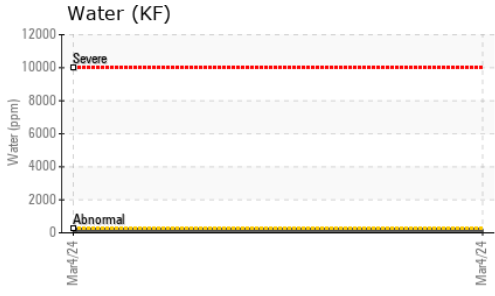 Water (KF)
12000
Severe
10000
8000
6000
Water (ppm)
4000
2000
Abnormal
0
Mar4/24
Mar4/24